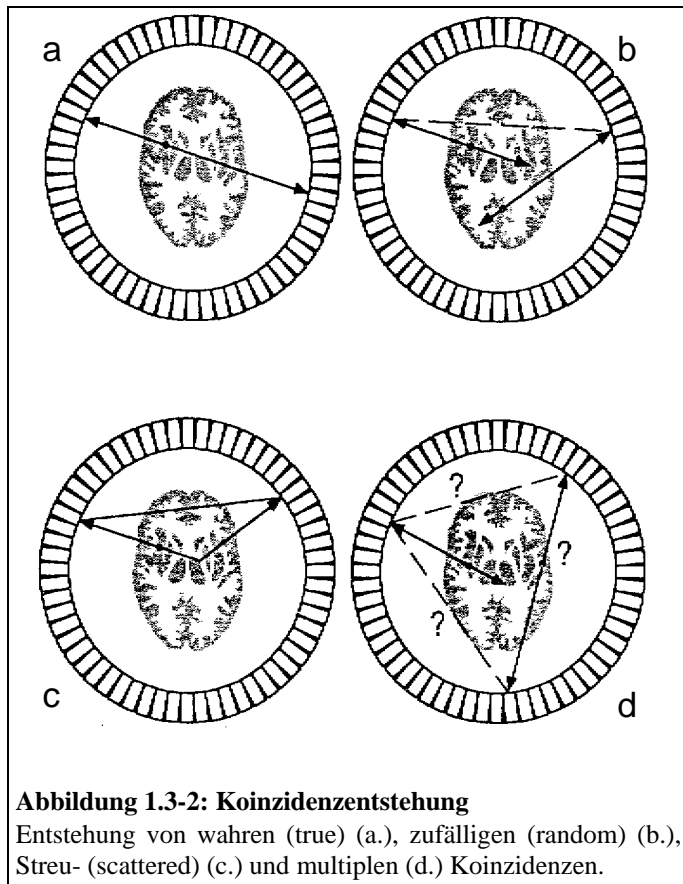 a
b
?
?
?
c
d
Abbildung 1.3-2: Koinzidenzentstehung
Entstehung von wahren (true) (a.), zufälligen (random) (b.),
Streu- (scattered) (c.) und multiplen (d.) Koinzidenzen.